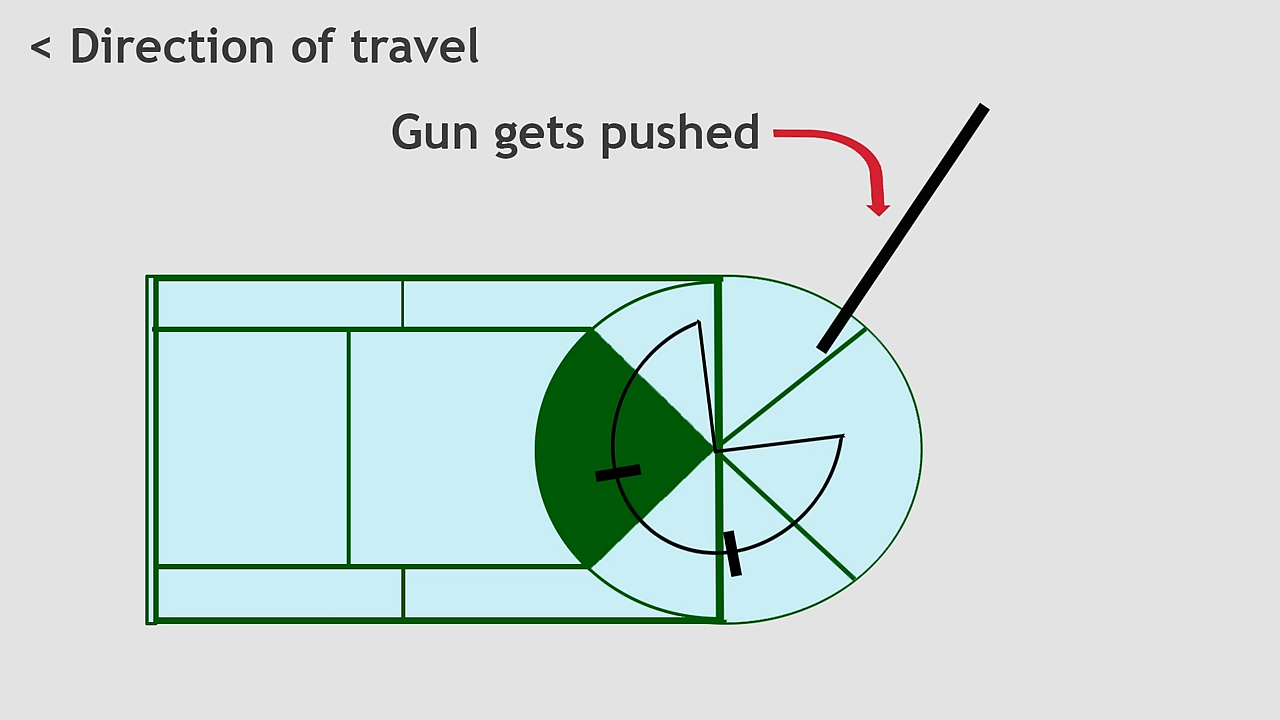 < Direction of travel
Gun gets pushed